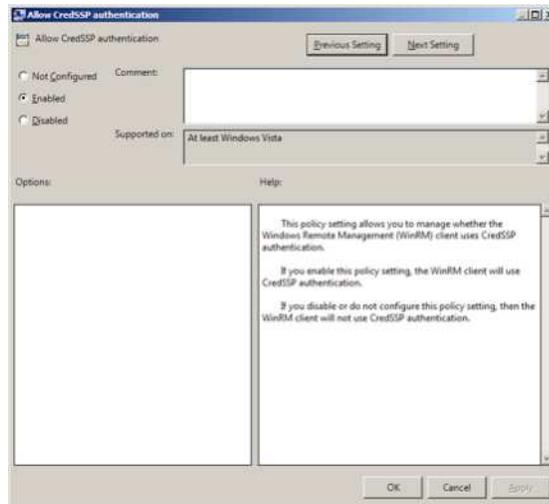 Allow CredSSP authentication
Allow CredSSP authentication
Previous Setting
Next Setting
Not Configured
Comment:
Enabled
Disabled
Supported on:
At least Windows Vista
Options:
Help:
This policy setting allows you to manage whether the
Windows Remote Management (WinRM) client uses CredSSP
authentication.
If you enable this policy setting, the WinRM client will use
CredSSP authentication.
If you disable or do not configure this policy setting, then the
WinRM client will not use CredSSP authentication.
OK
Cancel
Apply